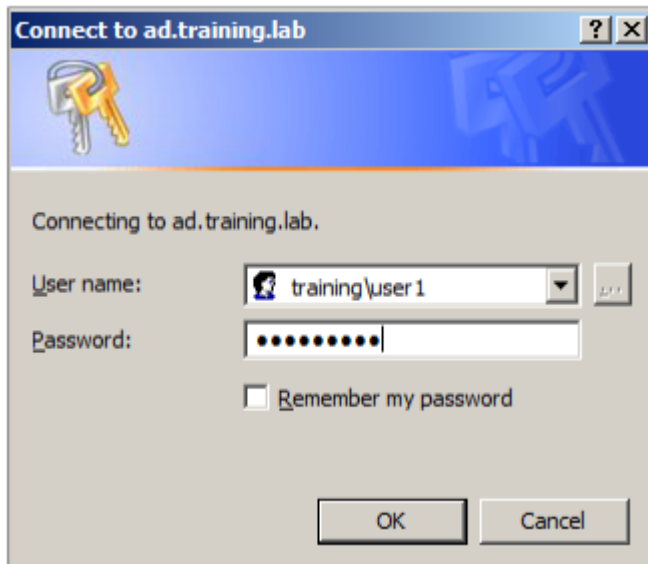 Connect to ad.training.lab
Connecting to ad.training.lab.
User name: training\user1
Password: •••••••••
Remember my password
OK Cancel